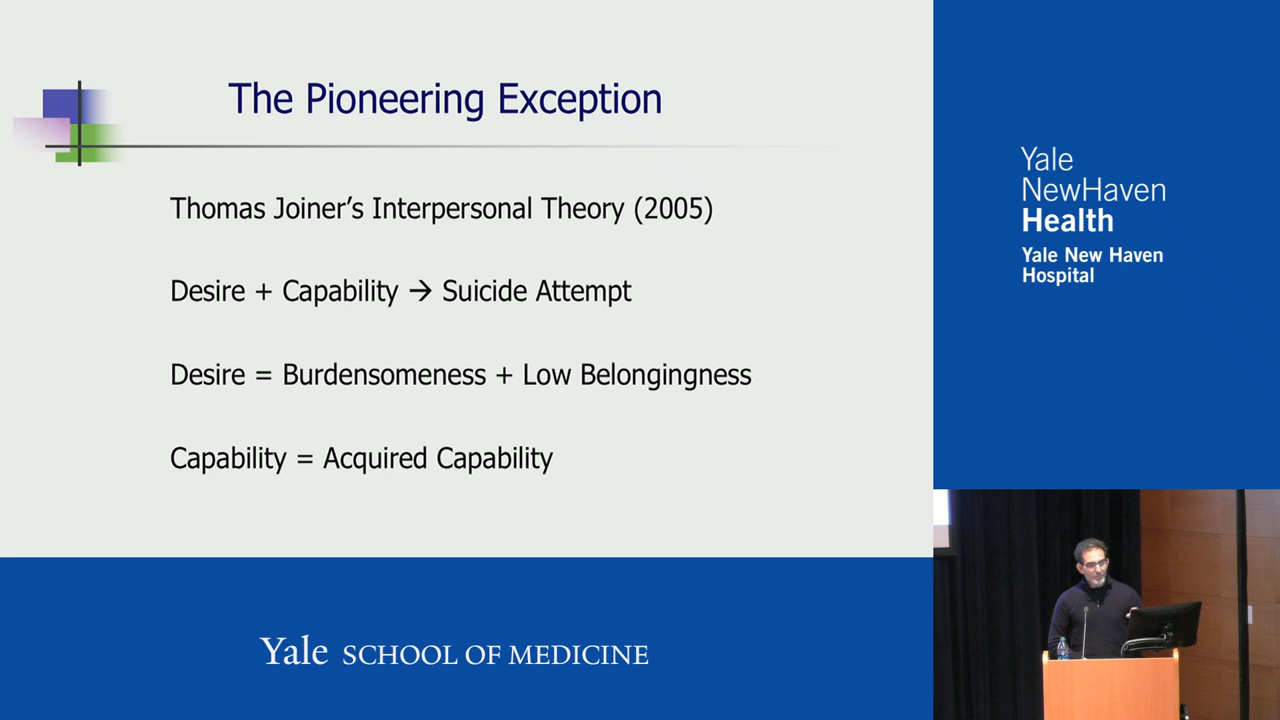 The Pioneering Exception
Thomas Joiner’s Interpersonal Theory (2005)
Desire + Capability → Suicide Attempt
Desire = Burdensomeness + Low Belongingness
Capability = Acquired Capability
Yale SCHOOL OF MEDICINE
Yale
NewHaven
Health
Yale New Haven
Hospital